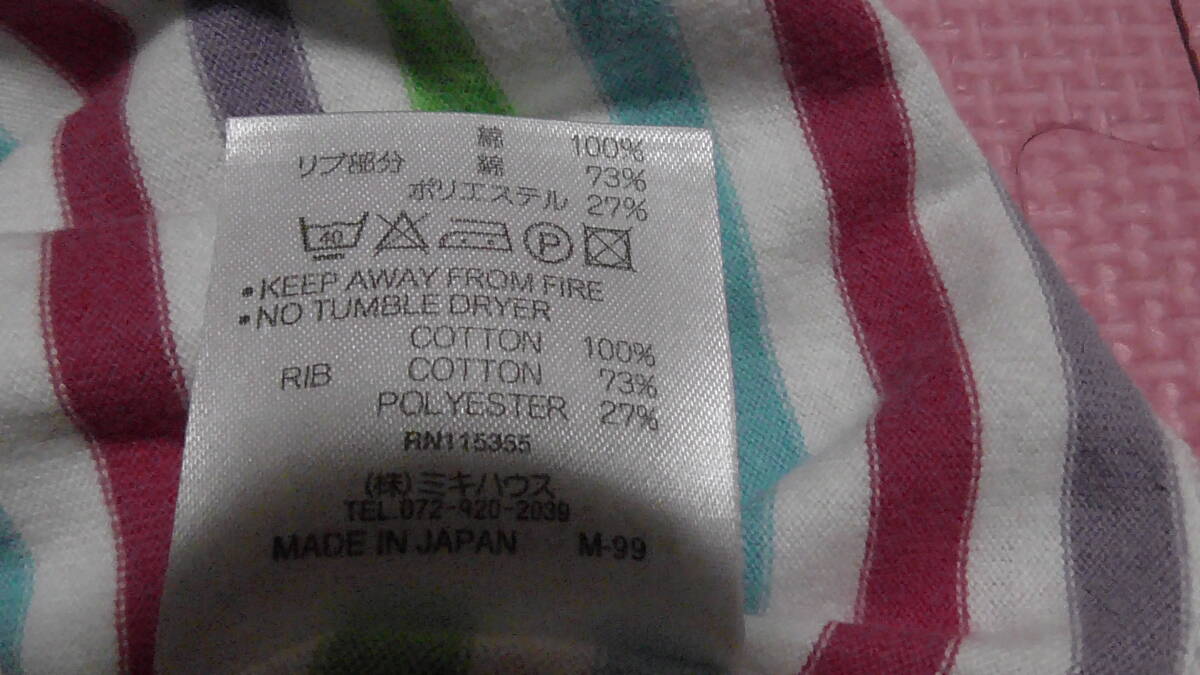 綿 100%
リブ部分 綿 73%
ポリエステル 27%
40 P
•KEEP AWAY FROM FIRE
•NO TUMBLE DRYER
COTTON 100%
RIB COTTON 73%
POLYESTER 27%
RN115365
(株)ミキハウス
TEL 072-920-2039
MADE IN JAPAN M-99